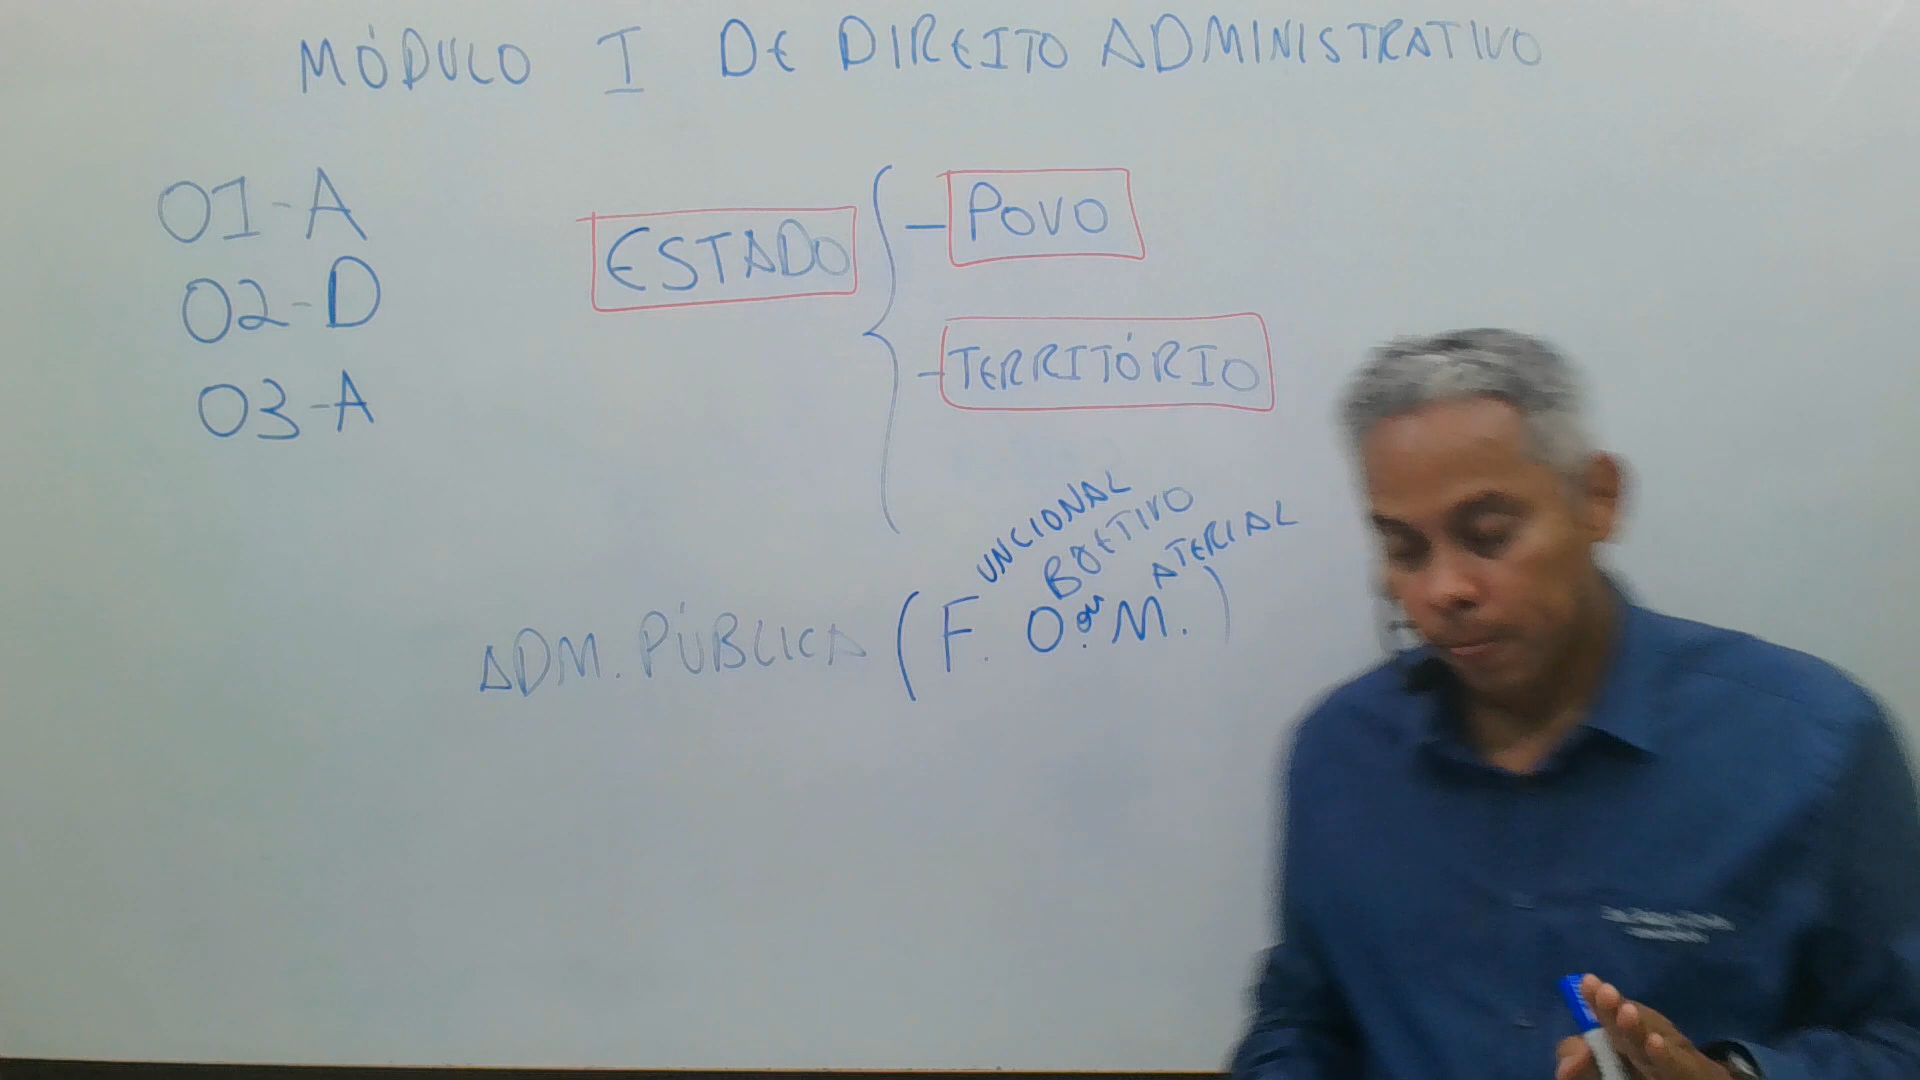 MÓDULO I DE DIREITO ADMINISTRATIVO
01-A
02-D
03-A
ESTADO
- POVO
- TERRITÓRIO
UNCIONAL
BJETIVO
ATERIAL
ADM. PÚBLICA (F. O. ou M.)